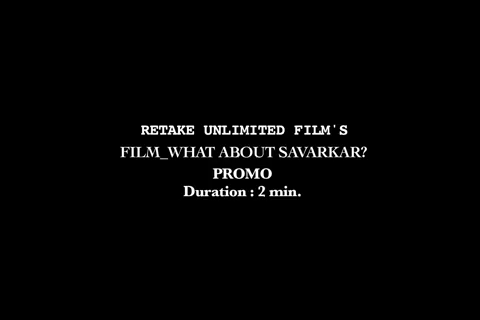 RETAKE UNLIMITED FILM'S
FILM_WHAT ABOUT SAVARKAR?
PROMO
Duration : 2 min.